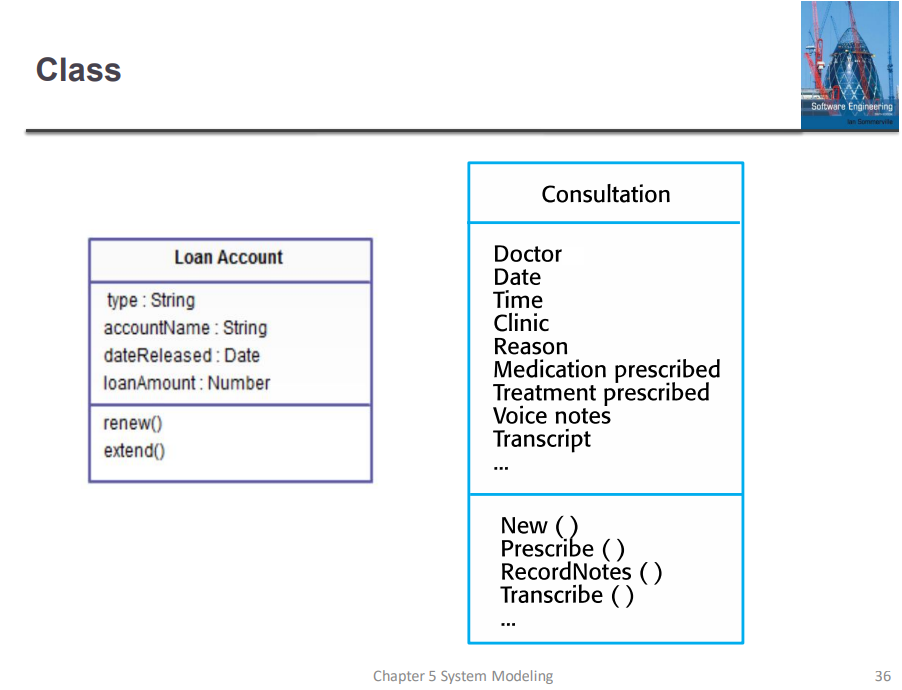 Class
Software Engineering
Ian Sommerville
Loan Account
type : String
accountName : String
dateReleased : Date
loanAmount : Number
renew()
extend()
Consultation
Doctor
Date
Time
Clinic
Reason
Medication prescribed
Treatment prescribed
Voice notes
Transcript
...
New ( )
Prescribe ( )
RecordNotes ( )
Transcribe ( )
...
Chapter 5 System Modeling
36